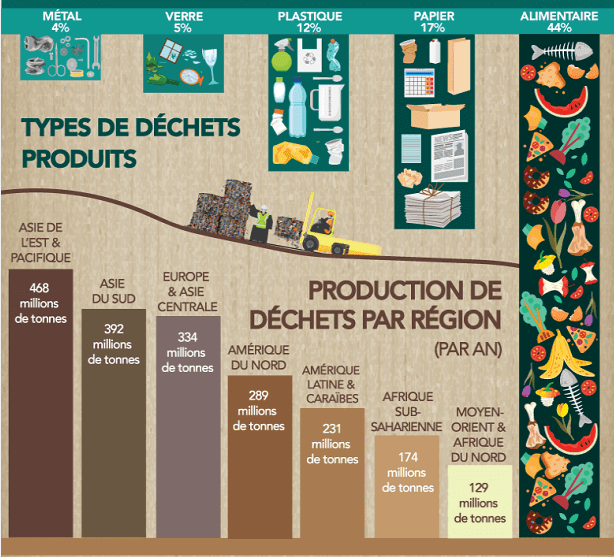 MÉTAL
4%
VERRE
5%
PLASTIQUE
12%
PAPIER
17%
ALIMENTAIRE
44%
TYPES DE DÉCHETS
PRODUITS
PRODUCTION DE
DÉCHETS PAR RÉGION
(PAR AN)
ASIE DE
L'EST &
PACIFIQUE
468
millions
de tonnes
ASIE
DU SUD
392
millions
de tonnes
EUROPE
& ASIE
CENTRALE
334
millions
de tonnes
AMÉRIQUE
DU NORD
289
millions
de tonnes
AMÉRIQUE
LATINE &
CARAÏBES
231
millions
de tonnes
AFRIQUE
SUB-
SAHARIENNE
174
millions
de tonnes
MOYEN-
ORIENT &
AFRIQUE
DU NORD
129
millions
de tonnes